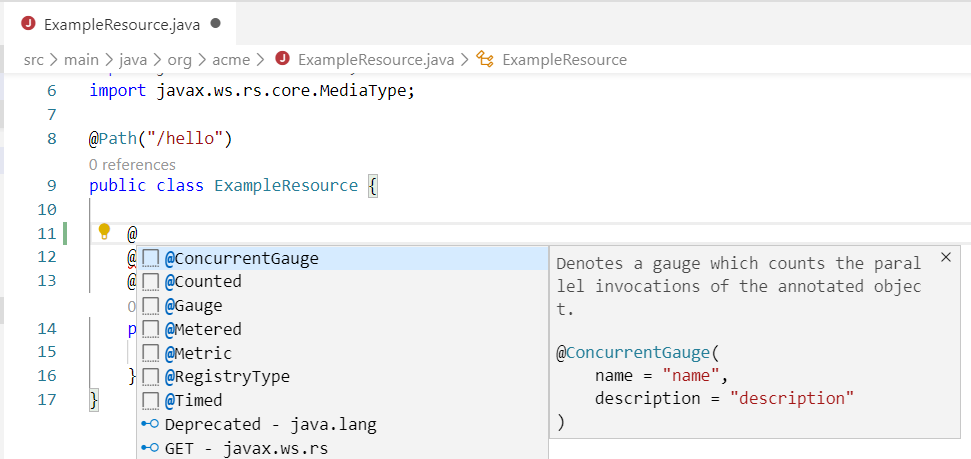 ExampleResource.java
src > main > java > org > acme > ExampleResource.java > ExampleResource
6 import javax.ws.rs.core.MediaType;
7
8 @Path("/hello")
0 references
9 public class ExampleResource {
10
11 @
12 @
13 @
0
14 p
15
16 }
17 }
@ConcurrentGauge
@Counted
@Gauge
@Metered
@Metric
@RegistryType
@Timed
Deprecated - java.lang
GET - javax.ws.rs
Denotes a gauge which counts the paral
lel invocations of the annotated objec
t.
@ConcurrentGauge(
name = "name",
description = "description"
)